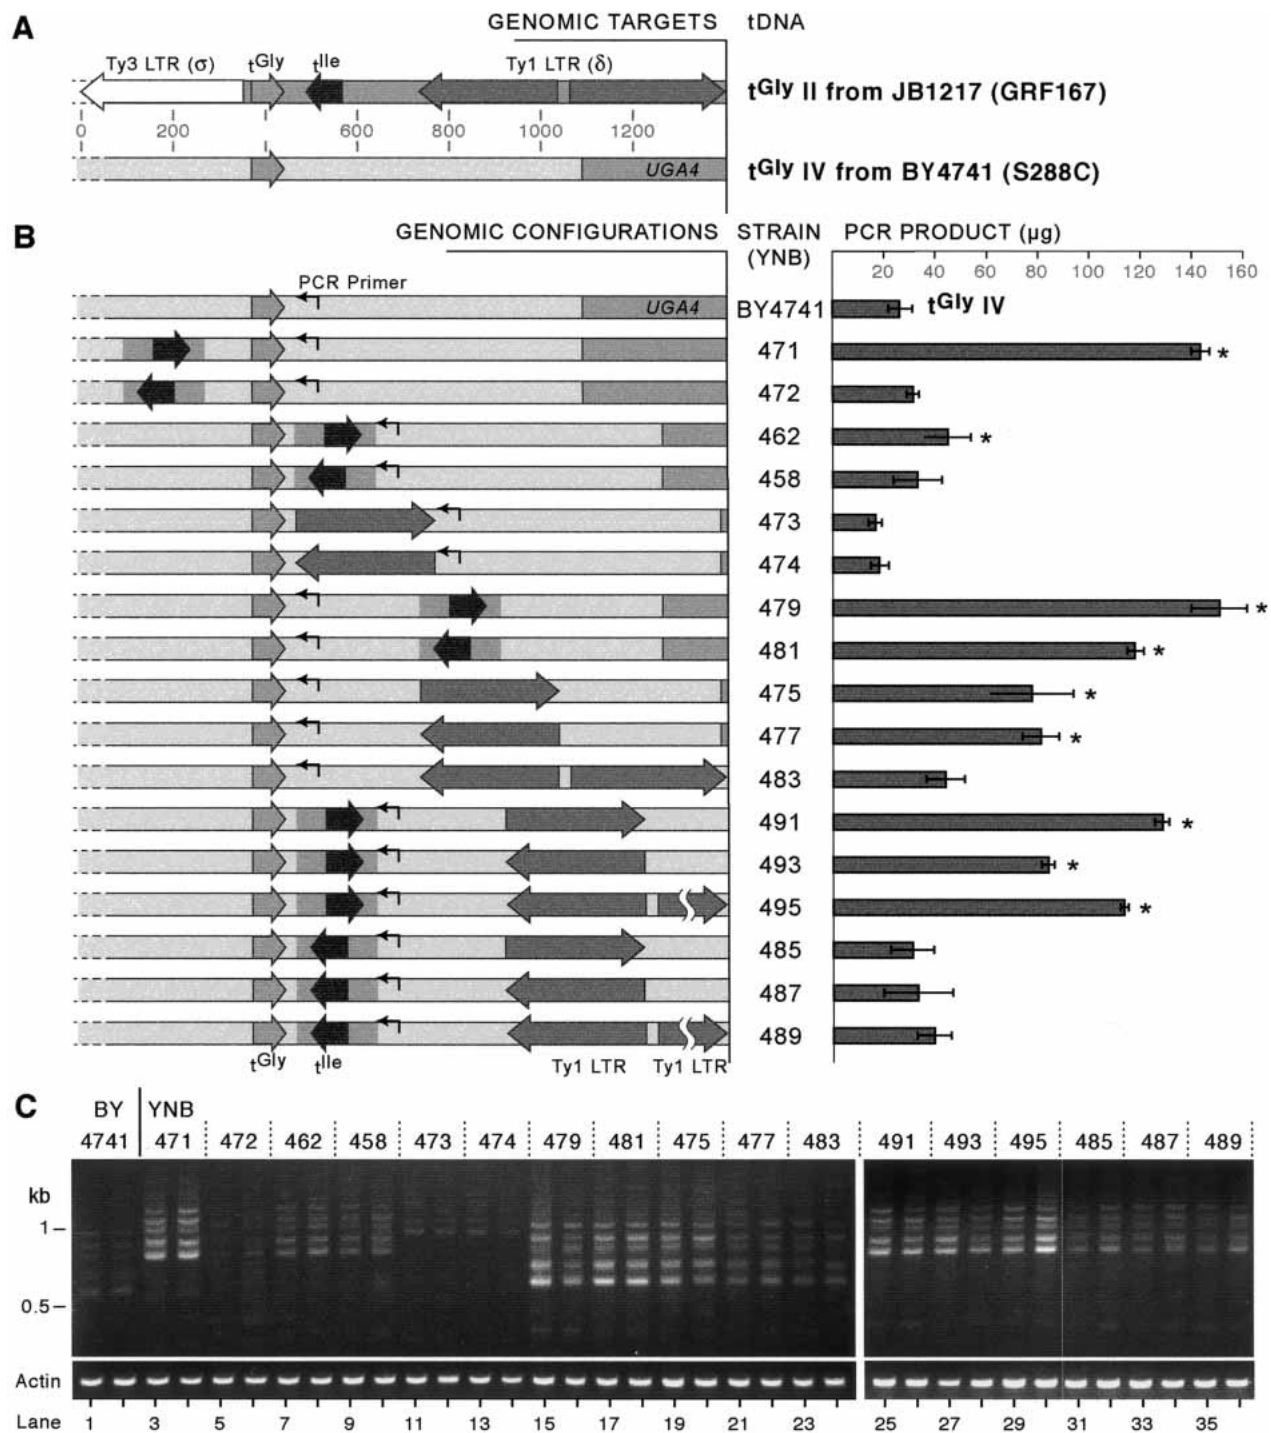 A
GENOMIC TARGETS tDNA
Ty3 LTR (σ) tGly tIle Ty1 LTR (δ)
tGly II from JB1217 (GRF167)
0 200 600 800 1000 1200
UGA4 tGly IV from BY4741 (S288C)
B
GENOMIC CONFIGURATIONS STRAIN (YNB) PCR PRODUCT (µg)
20 40 60 80 100 120 140 160
PCR Primer
UGA4 BY4741 tGly IV
471 *
472
462 *
458
473
474
479 *
481 *
475 *
477 *
483
491 *
493 *
495 *
485
487
489
tGly tIle Ty1 LTR Ty1 LTR
C
BY YNB
4741 471 472 462 458 473 474 479 481 475 477 483 491 493 495 485 487 489
kb
1
0.5
Actin
Lane 1 3 5 7 9 11 13 15 17 19 21 23 25 27 29 31 33 35